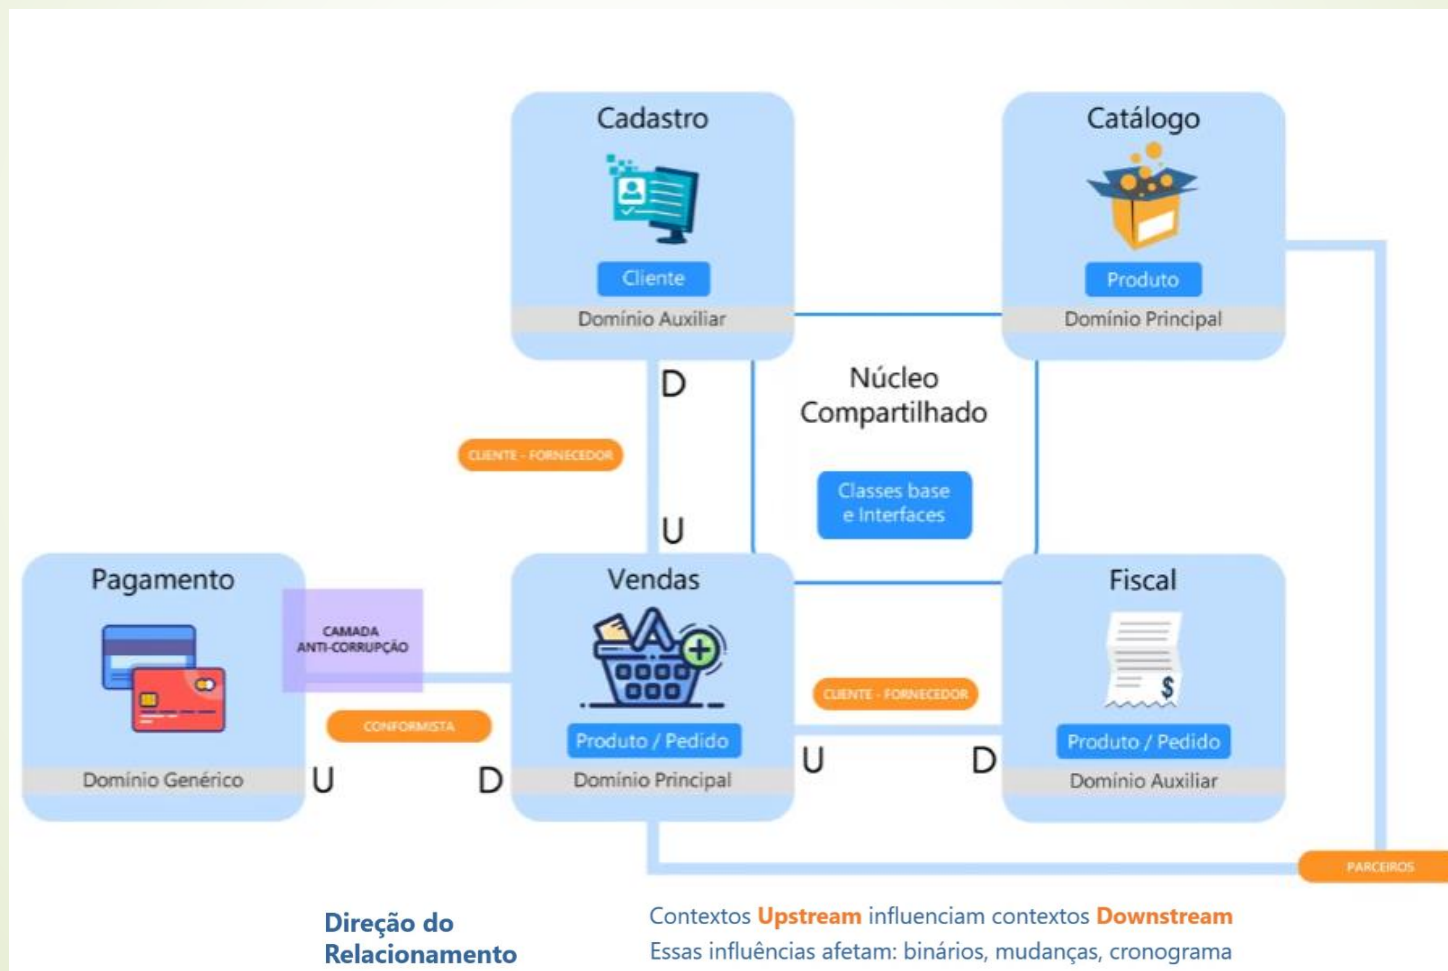 Cadastro
Cliente
Domínio Auxiliar
Catálogo
Produto
Domínio Principal
D
CLIENTE - FORNECEDOR
U
Núcleo
Compartilhado
Classes base
e Interfaces
Pagamento
Domínio Genérico
CAMADA
ANTI-CORRUPÇÃO
CONFORMISTA
U
D
Vendas
Produto / Pedido
Domínio Principal
CLIENTE - FORNECEDOR
U
D
Fiscal
$
Produto / Pedido
Domínio Auxiliar
PARCEIROS
Direção do
Relacionamento
Contextos Upstream influenciam contextos Downstream
Essas influências afetam: binários, mudanças, cronograma